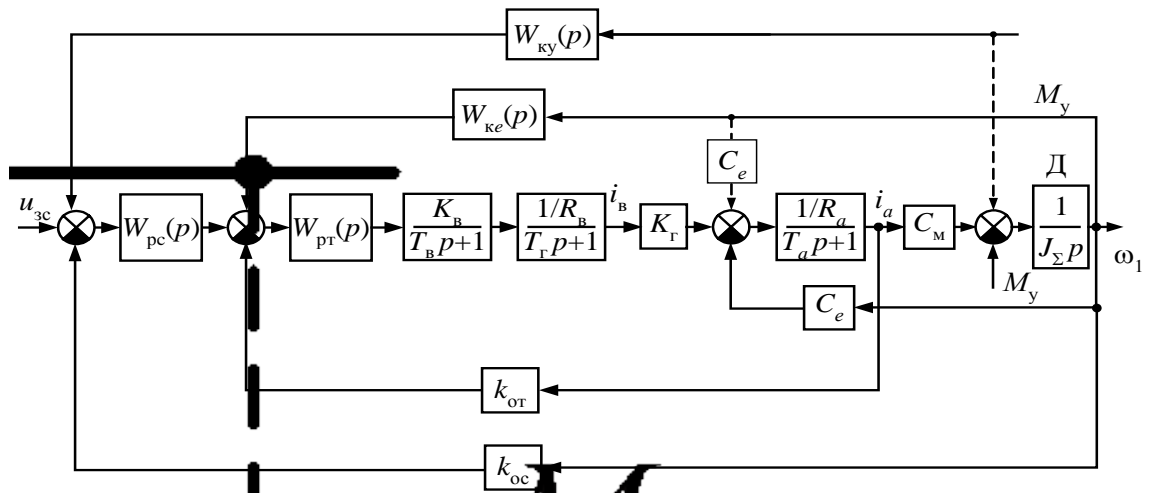 W_ку(p)
W_кe(p)
M_у
C_e
Д
u_зс
W_рс(p)
W_рт(p)
K_в
T_в p+1
1/R_в
T_г p+1
i_в
K_г
1/R_a
T_a p+1
i_a
C_м
1
J_Σ p
ω_1
M_у
C_e
k_от
k_ос